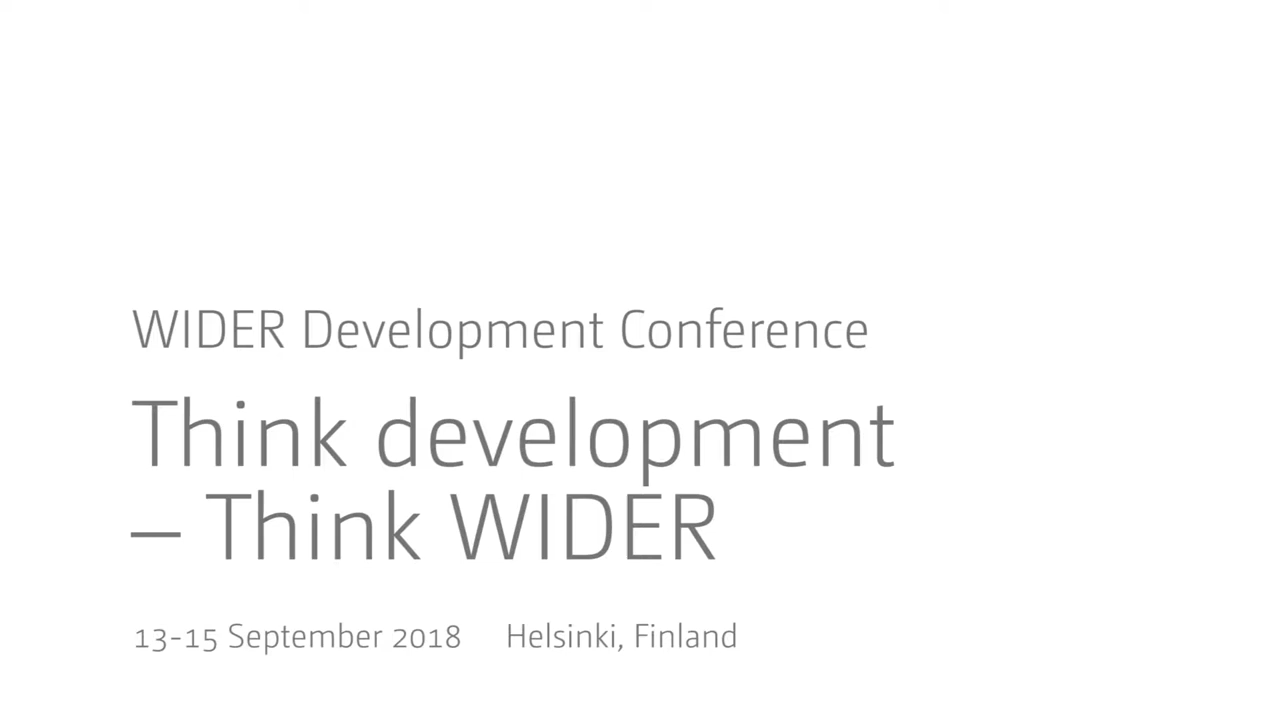 WIDER Development Conference
Think development
– Think WIDER
13-15 September 2018 Helsinki, Finland